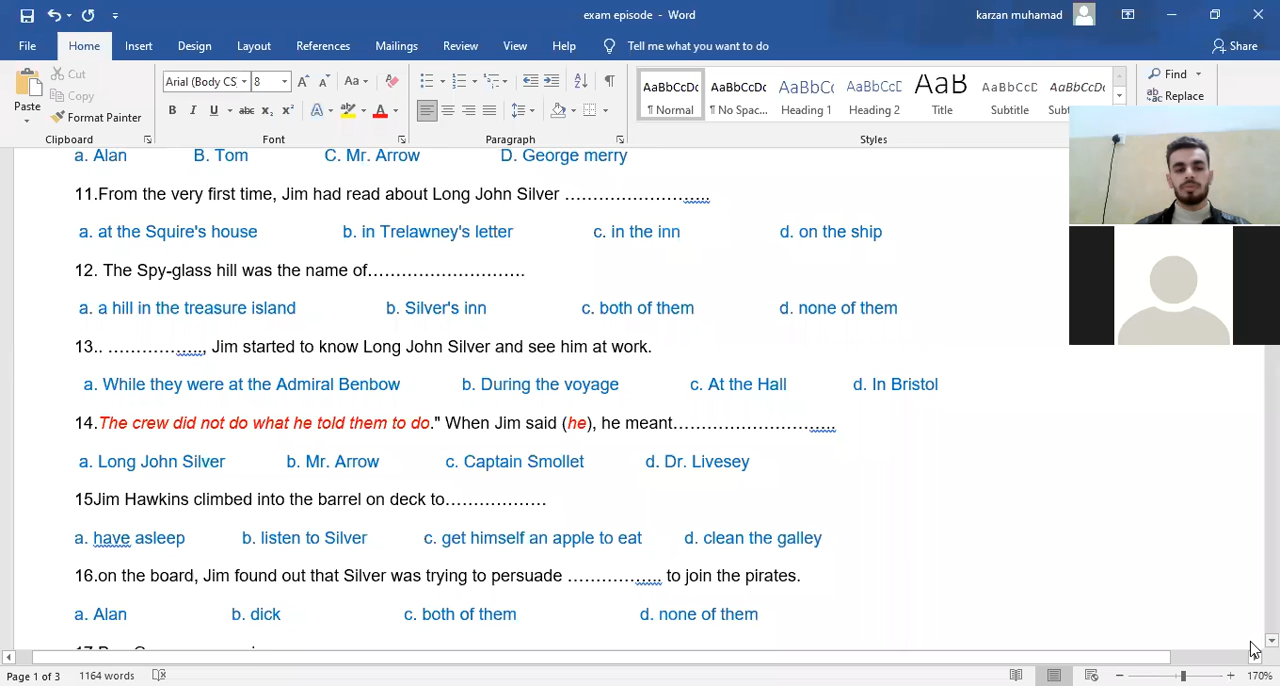 exam episode - Word
karzan muhamad
File Home Insert Design Layout References Mailings Review View Help Tell me what you want to do Share
Paste
Cut
Copy
Format Painter
Clipboard
Arial (Body CS 8
Font
Paragraph
AaBbCcDc AaBbCcDc AaBbCc AaBbCcD AaB AaBbCcD AaBbCcDc
¶ Normal ¶ No Spac... Heading 1 Heading 2 Title Subtitle
Styles
Find
Replace
a. Alan B. Tom C. Mr. Arrow D. George merry
11.From the very first time, Jim had read about Long John Silver ……………………..
a. at the Squire's house b. in Trelawney's letter c. in the inn d. on the ship
12. The Spy-glass hill was the name of……………………….
a. a hill in the treasure island b. Silver's inn c. both of them d. none of them
13.. …………….., Jim started to know Long John Silver and see him at work.
a. While they were at the Admiral Benbow b. During the voyage c. At the Hall d. In Bristol
14.The crew did not do what he told them to do." When Jim said (he), he meant………………………..
a. Long John Silver b. Mr. Arrow c. Captain Smollet d. Dr. Livesey
15Jim Hawkins climbed into the barrel on deck to………………
a. have asleep b. listen to Silver c. get himself an apple to eat d. clean the galley
16.on the board, Jim found out that Silver was trying to persuade …………….. to join the pirates.
a. Alan b. dick c. both of them d. none of them
Page 1 of 3 1164 words 170%